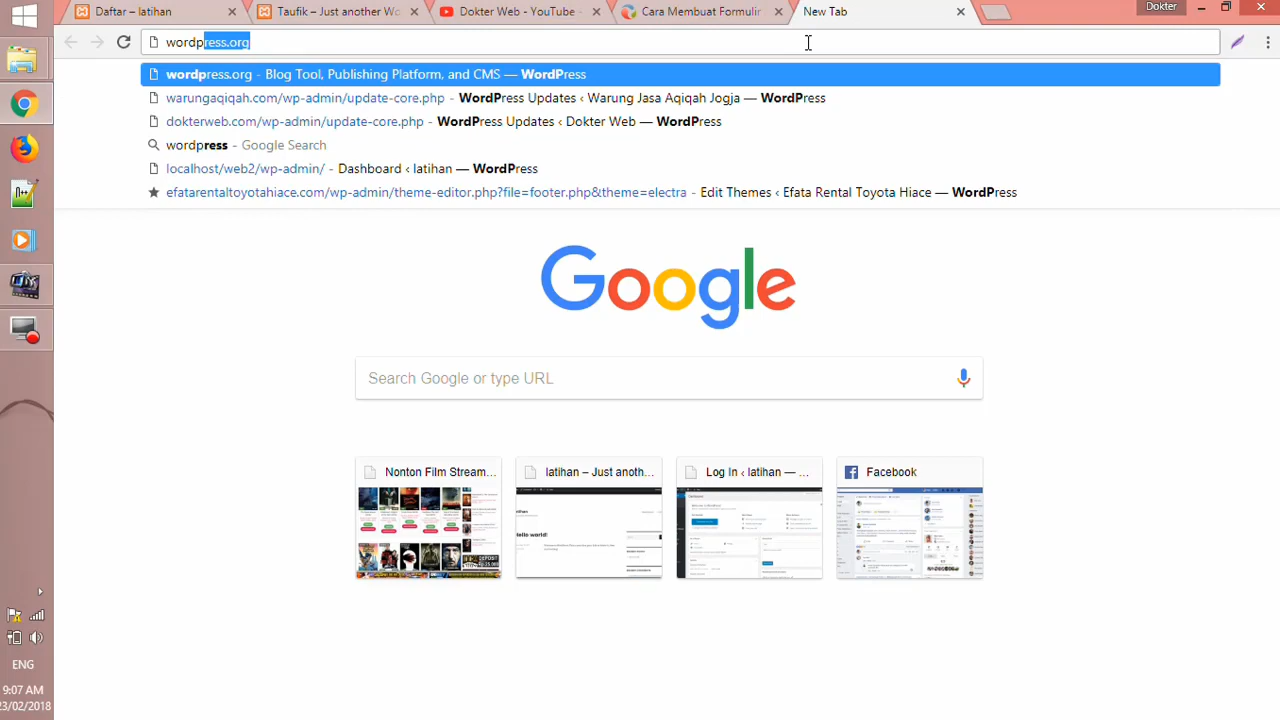 Daftar – latihan
Taufik – Just another Wo
Dokter Web - YouTube
Cara Membuat Formulir
New Tab
Dokter
wordpress.org
wordpress.org - Blog Tool, Publishing Platform, and CMS — WordPress
warungaqiqah.com/wp-admin/update-core.php - WordPress Updates ‹ Warung Jasa Aqiqah Jogja — WordPress
dokterweb.com/wp-admin/update-core.php - WordPress Updates ‹ Dokter Web — WordPress
wordpress - Google Search
localhost/web2/wp-admin/ - Dashboard ‹ latihan — WordPress
efatarentaltoyotahiace.com/wp-admin/theme-editor.php?file=footer.php&theme=electra - Edit Themes ‹ Efata Rental Toyota Hiace — WordPress
Google
Search Google or type URL
Nonton Film Stream...
latihan – Just anoth...
Log In ‹ latihan — ...
Facebook
Hello world!
ENG
9:07 AM
23/02/2018